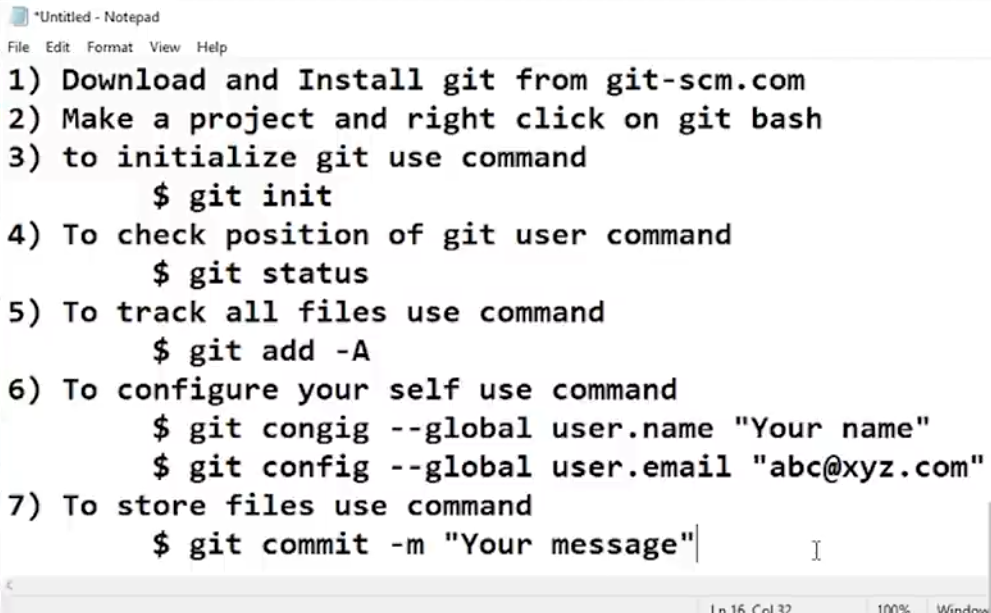 *Untitled - Notepad
File Edit Format View Help
1) Download and Install git from git-scm.com
2) Make a project and right click on git bash
3) to initialize git use command
$ git init
4) To check position of git user command
$ git status
5) To track all files use command
$ git add -A
6) To configure your self use command
$ git congig --global user.name "Your name"
$ git config --global user.email "abc@xyz.com"
7) To store files use command
$ git commit -m "Your message"
Ln 16, Col 32 100% Window